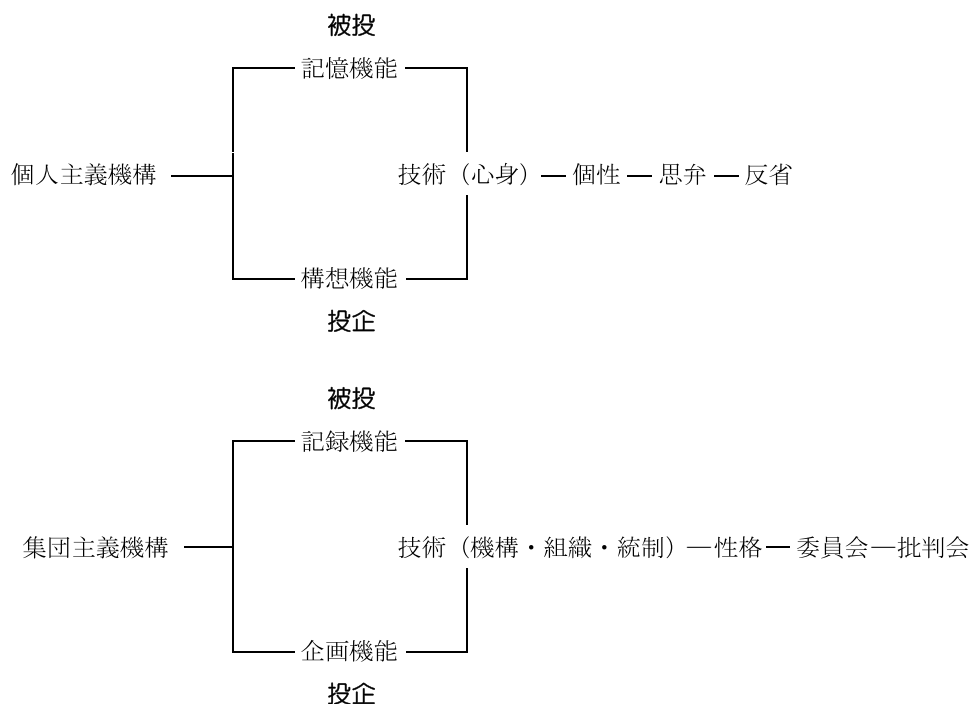 被投
記憶機能
個人主義機構 技術（心身）―個性―思弁―反省
構想機能
投企
被投
記録機能
集団主義機構 技術（機構・組織・統制）―性格―委員会―批判会
企画機能
投企